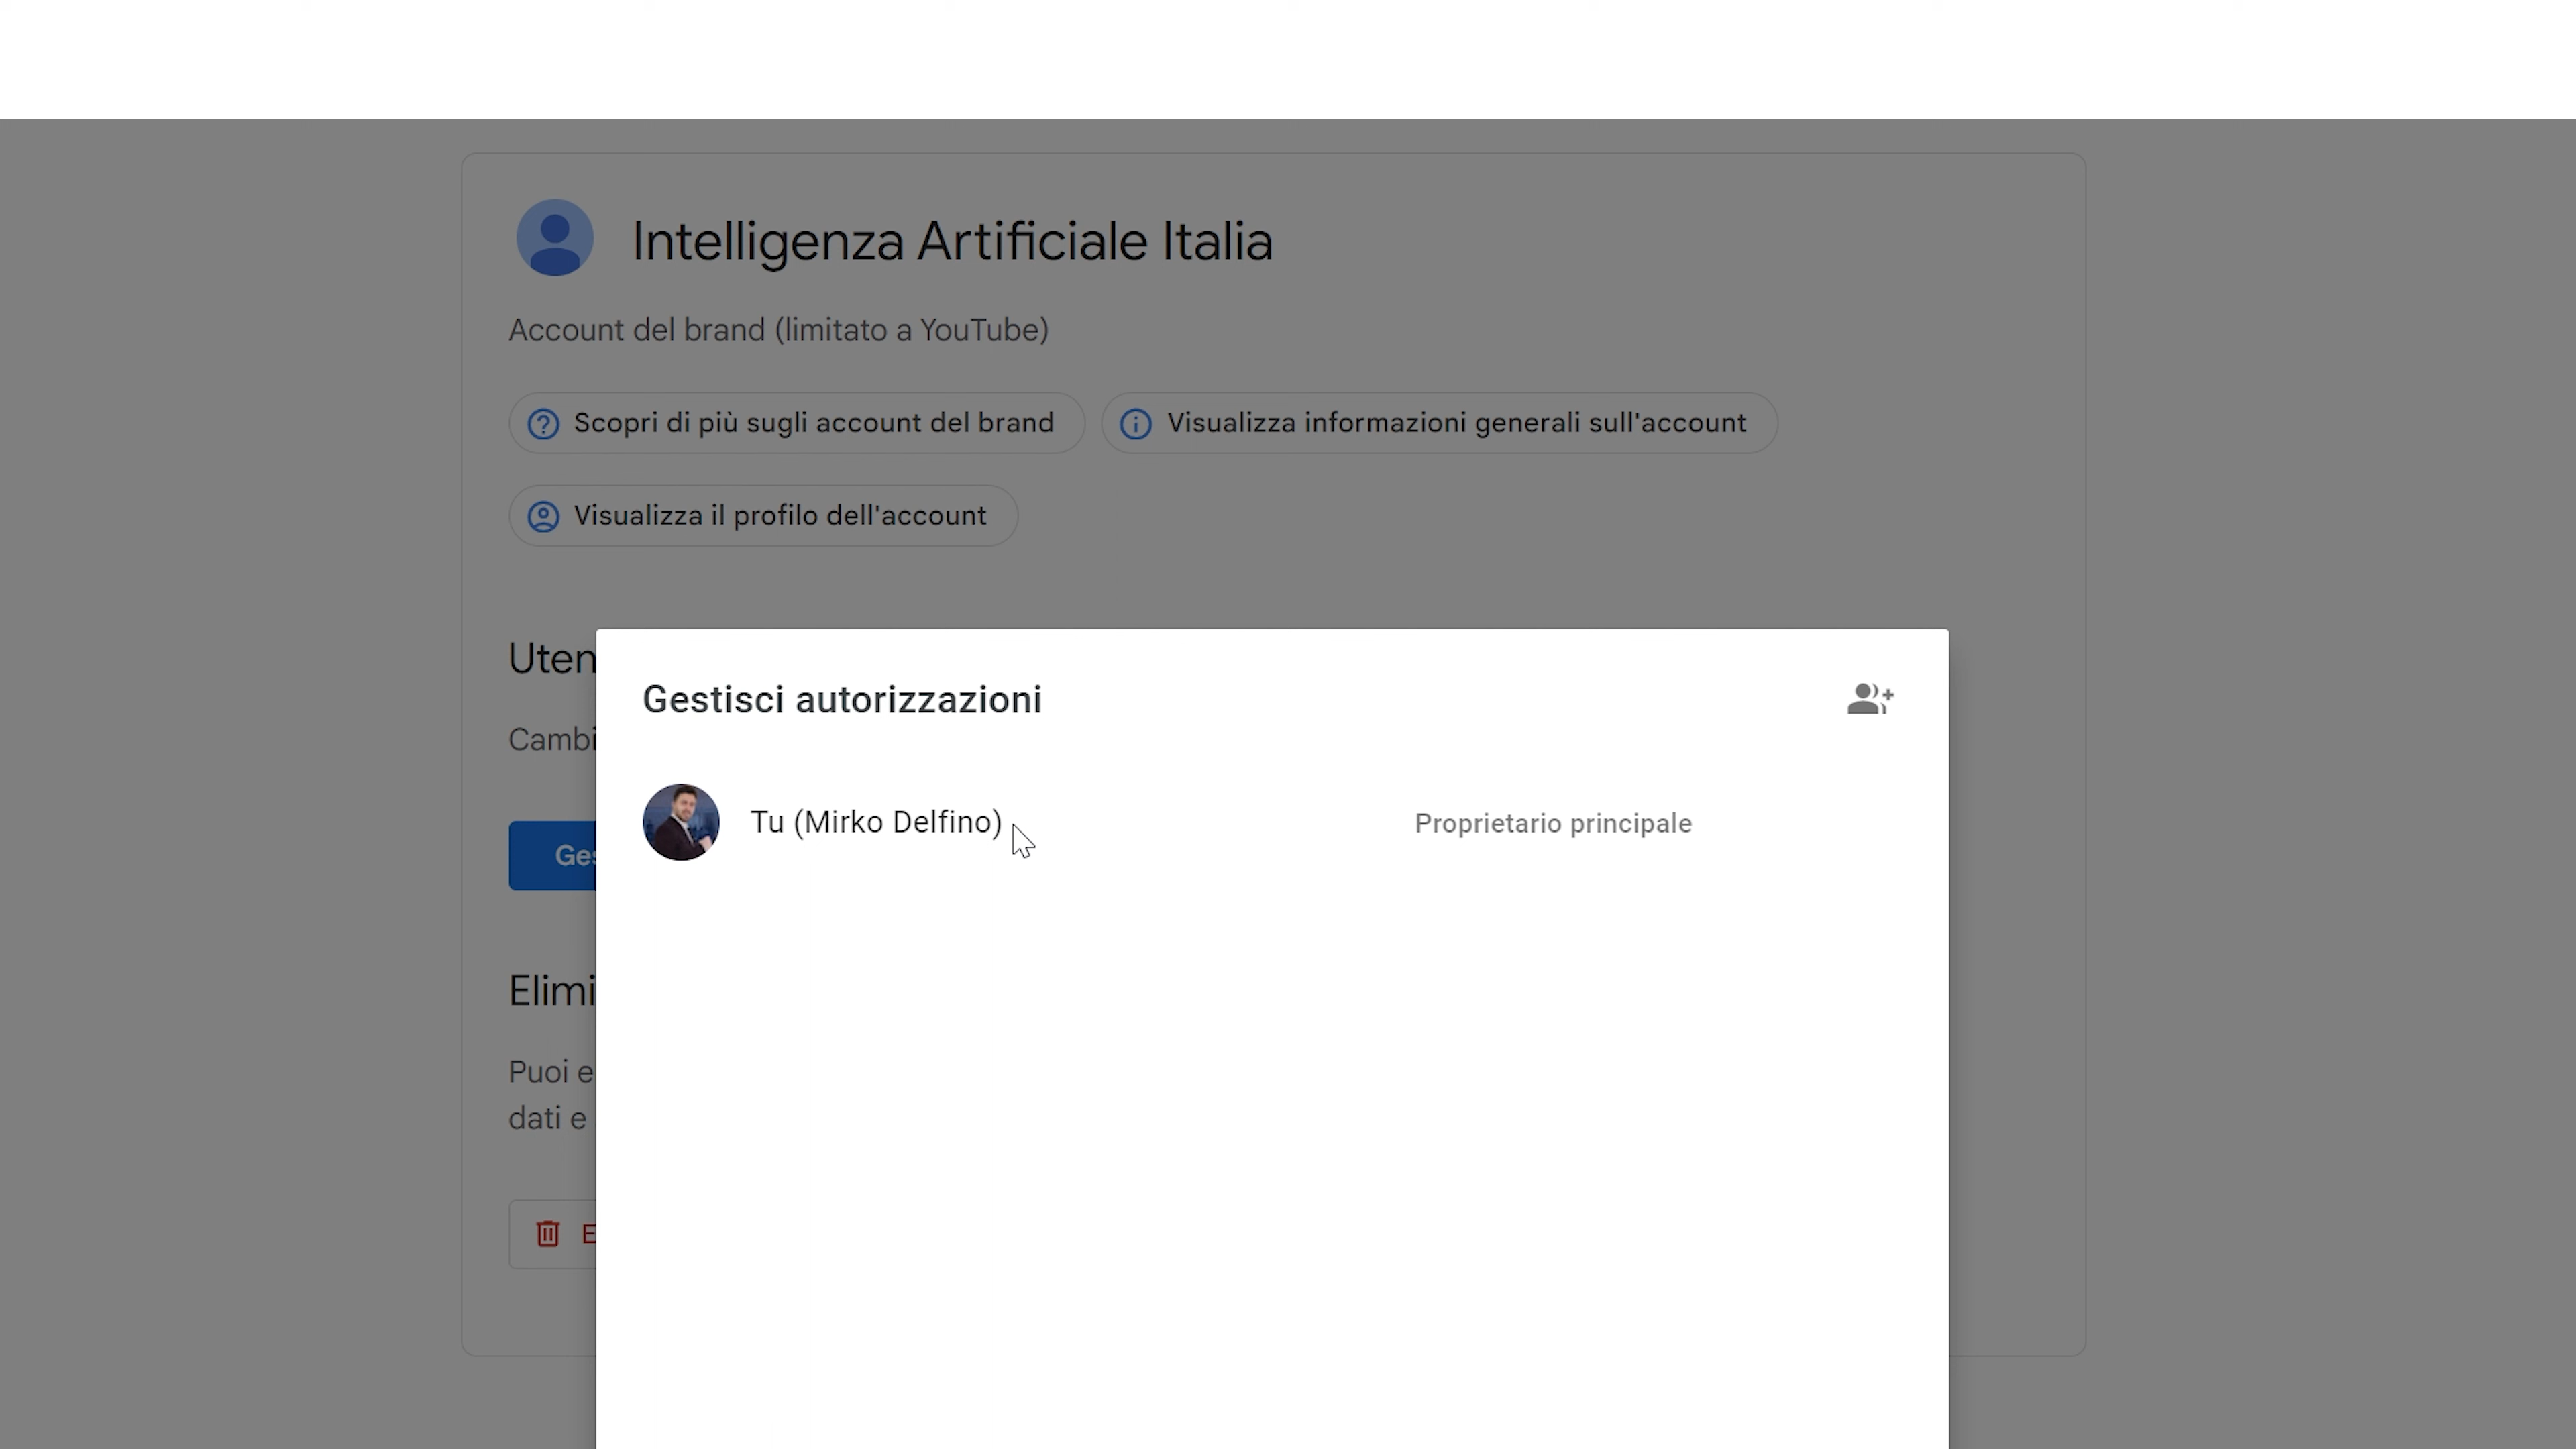 Intelligenza Artificiale Italia
Account del brand (limitato a YouTube)
Scopri di più sugli account del brand
Visualizza informazioni generali sull'account
Visualizza il profilo dell'account
Uten
Gestisci autorizzazioni
Cambi
Tu (Mirko Delfino)
Proprietario principale
Ges
Elimi
Puoi e
dati e
E